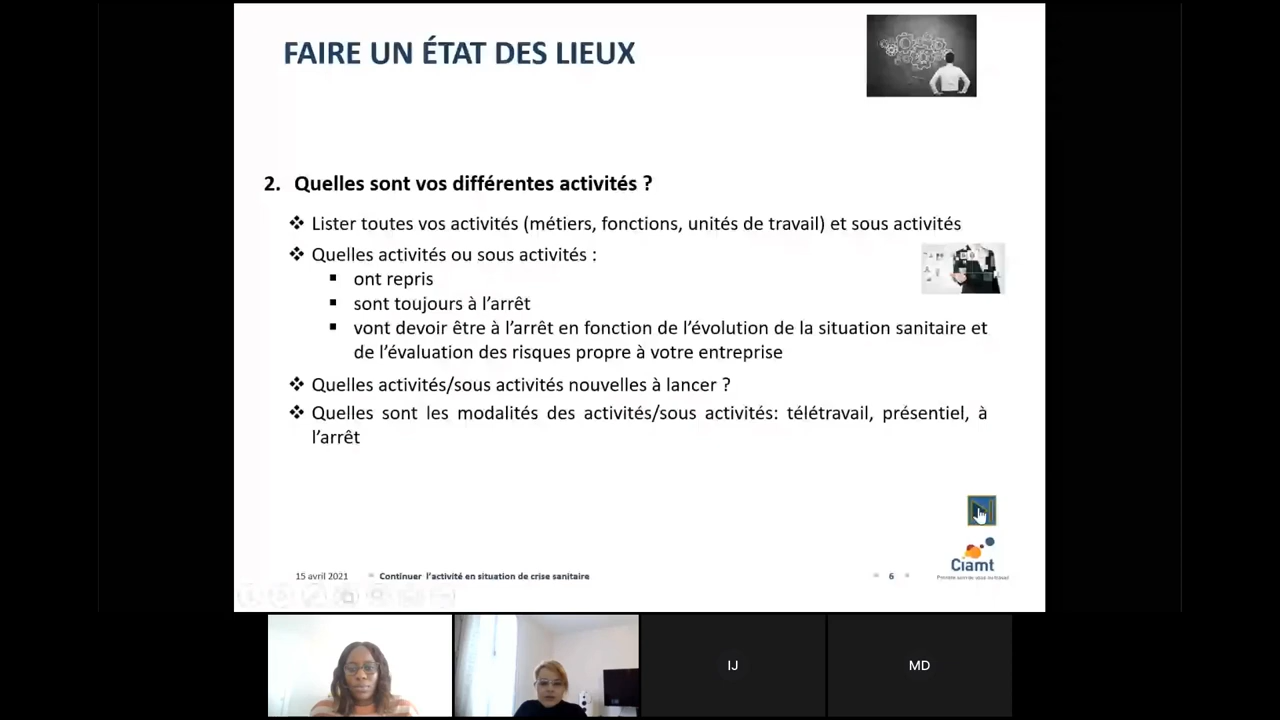 FAIRE UN ÉTAT DES LIEUX
2. Quelles sont vos différentes activités ?
❖ Lister toutes vos activités (métiers, fonctions, unités de travail) et sous activités
❖ Quelles activités ou sous activités :
▪ ont repris
▪ sont toujours à l’arrêt
▪ vont devoir être à l’arrêt en fonction de l’évolution de la situation sanitaire et
de l’évaluation des risques propre à votre entreprise
❖ Quelles activités/sous activités nouvelles à lancer ?
❖ Quelles sont les modalités des activités/sous activités: télétravail, présentiel, à
l’arrêt
Ciamt
15 avril 2021
Continuer l’activité en situation de crise sanitaire
6
IJ
MD